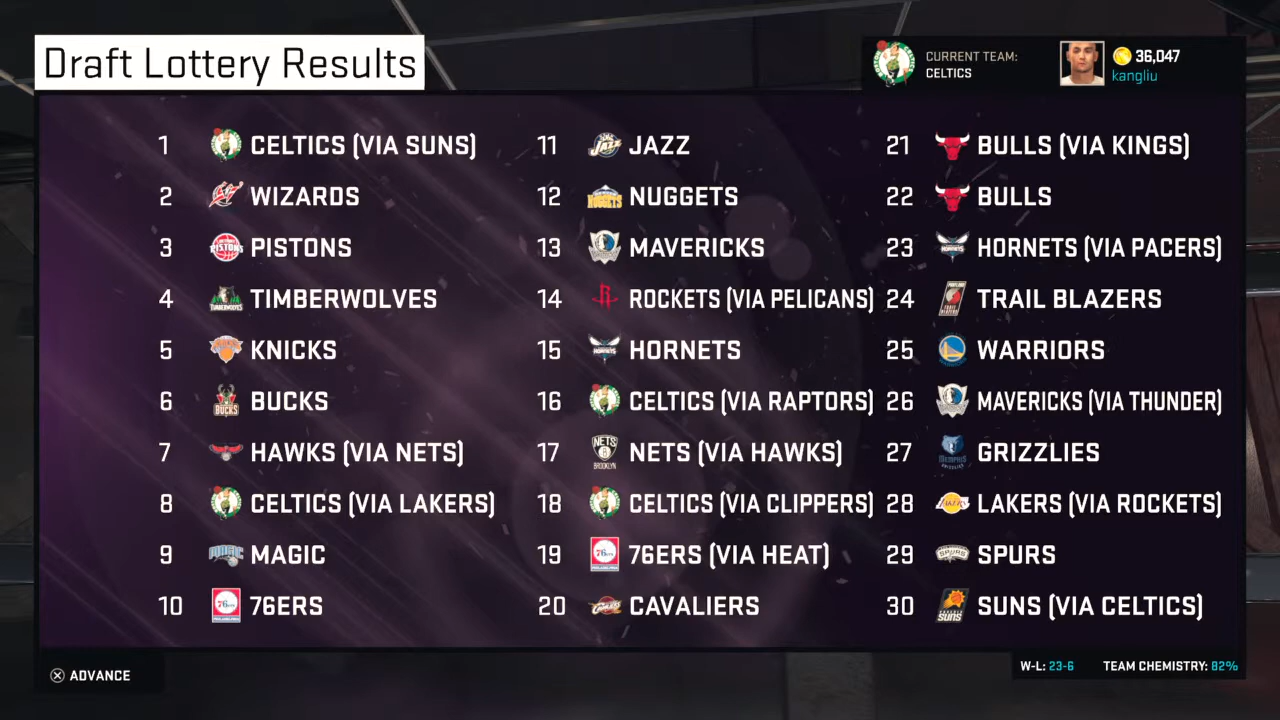 Draft Lottery Results
CURRENT TEAM:
CELTICS
36,047
kangliu
1 CELTICS (VIA SUNS)
2 WIZARDS
3 PISTONS
4 TIMBERWOLVES
5 KNICKS
6 BUCKS
7 HAWKS (VIA NETS)
8 CELTICS (VIA LAKERS)
9 MAGIC
10 76ERS
11 JAZZ
12 NUGGETS
13 MAVERICKS
14 ROCKETS (VIA PELICANS)
15 HORNETS
16 CELTICS (VIA RAPTORS)
17 NETS (VIA HAWKS)
18 CELTICS (VIA CLIPPERS)
19 76ERS (VIA HEAT)
20 CAVALIERS
21 BULLS (VIA KINGS)
22 BULLS
23 HORNETS (VIA PACERS)
24 TRAIL BLAZERS
25 WARRIORS
26 MAVERICKS (VIA THUNDER)
27 GRIZZLIES
28 LAKERS (VIA ROCKETS)
29 SPURS
30 SUNS (VIA CELTICS)
ADVANCE
W-L: 23-6 TEAM CHEMISTRY: 82%